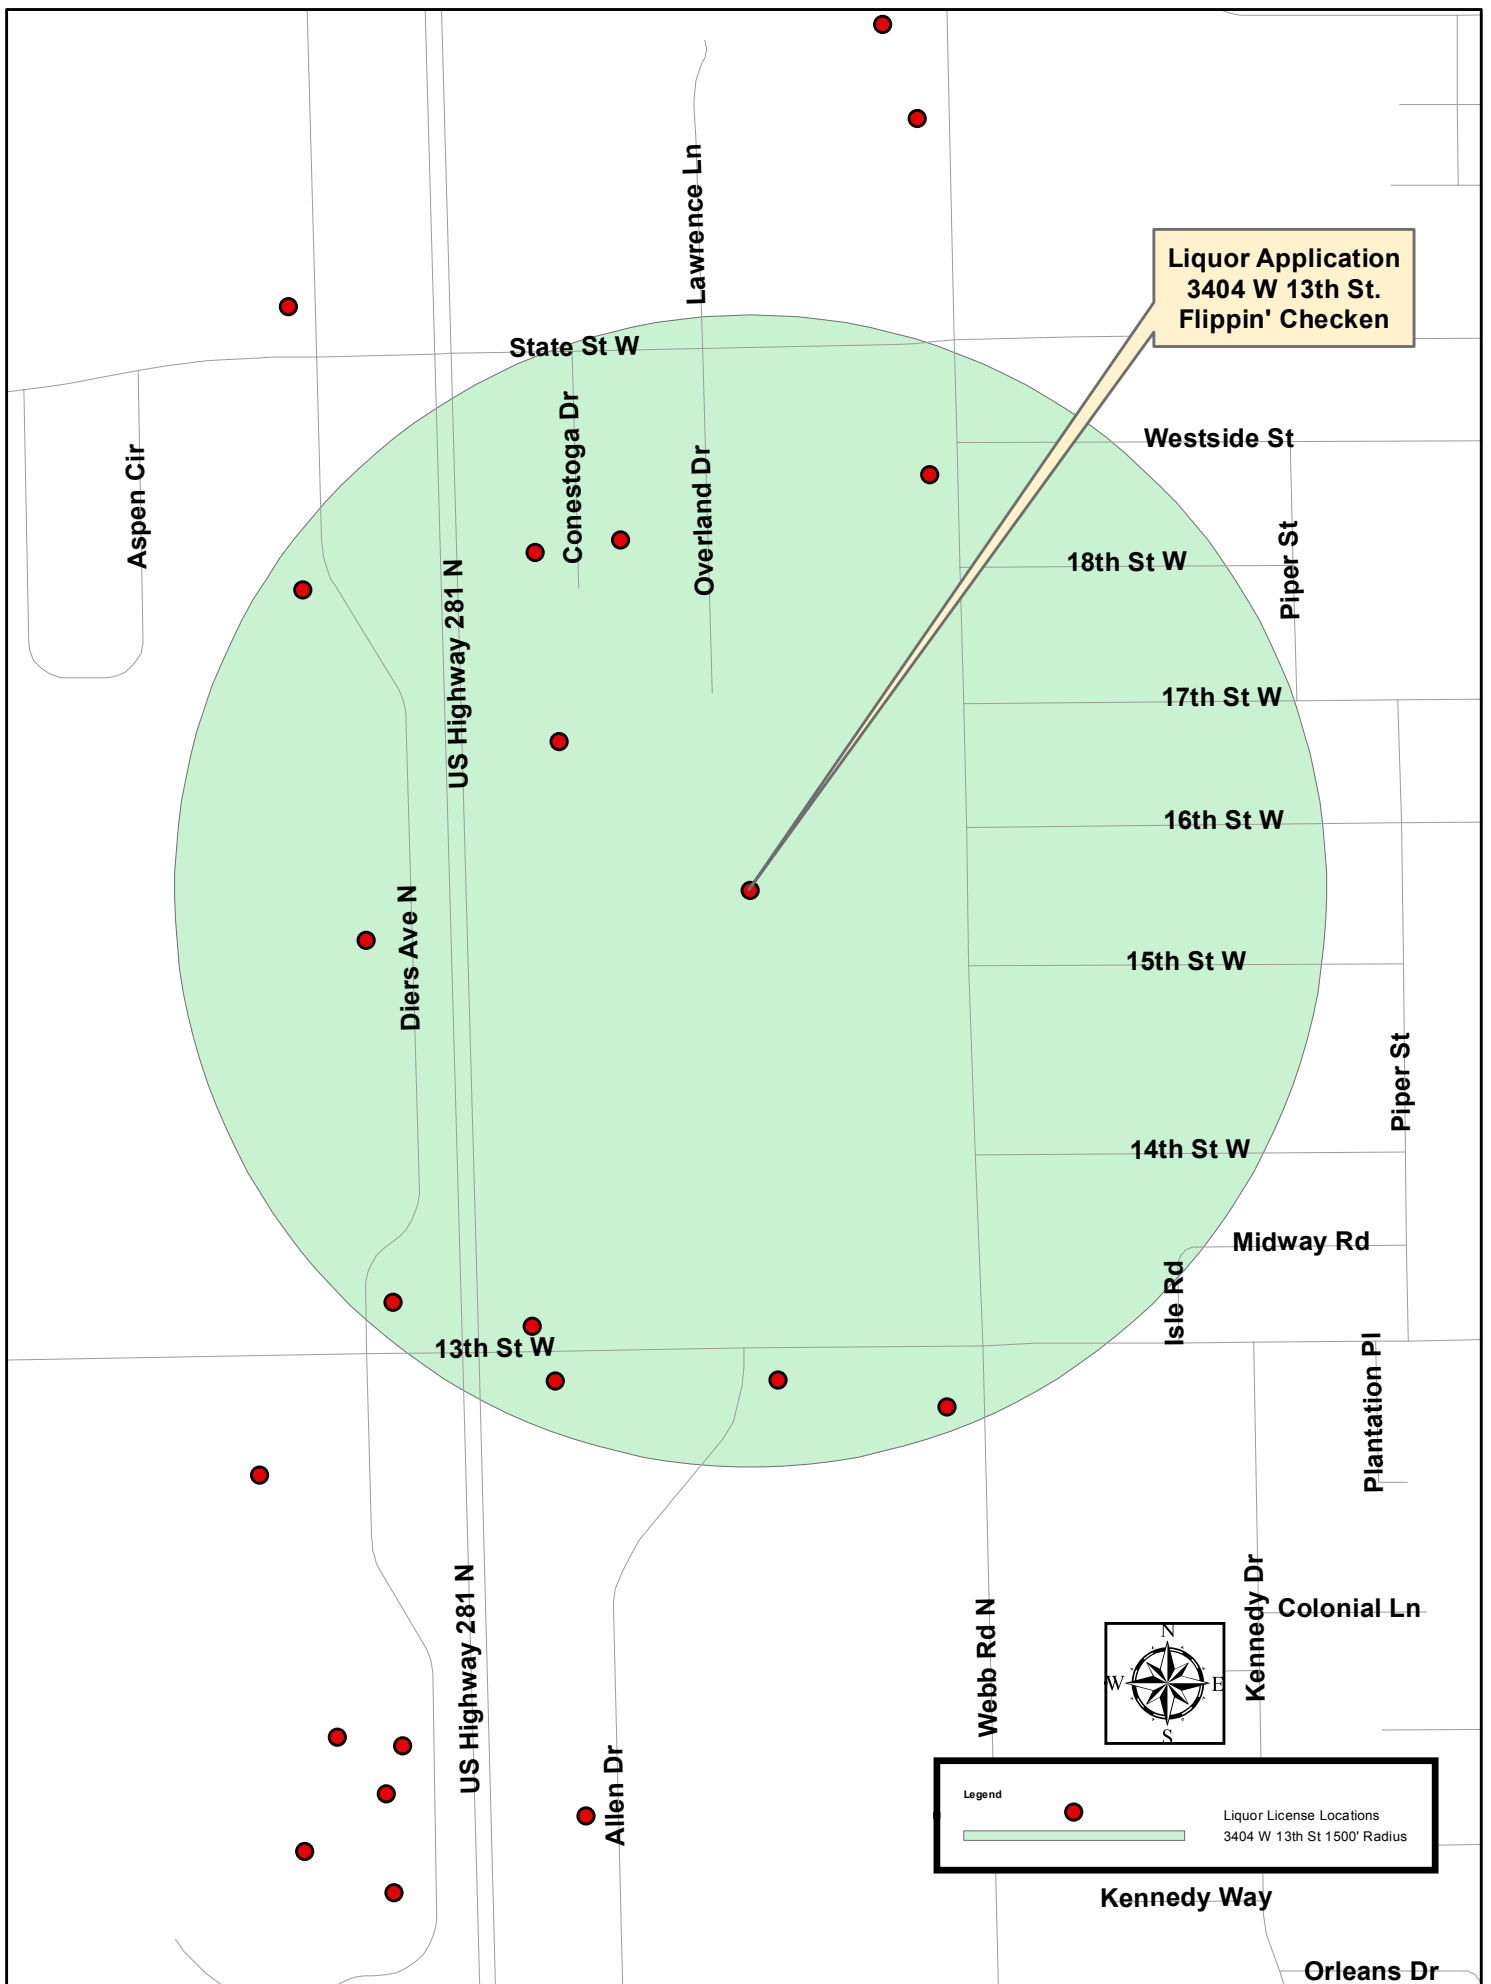 Lawrence Ln
Liquor Application
3404 W 13th St.
Flippin' Checken
State St W
Westside St
Aspen Cir
Conestoga Dr
Overland Dr
18th St W
Piper St
US Highway 281 N
17th St W
16th St W
Diers Ave N
15th St W
Piper St
14th St W
Midway Rd
Isle Rd
13th St W
Plantation Pl
US Highway 281 N
Webb Rd N
Kennedy Dr
Colonial Ln
N
W
E
S
Allen Dr
Legend
Liquor License Locations
3404 W 13th St 1500' Radius
Kennedy Way
Orleans Dr